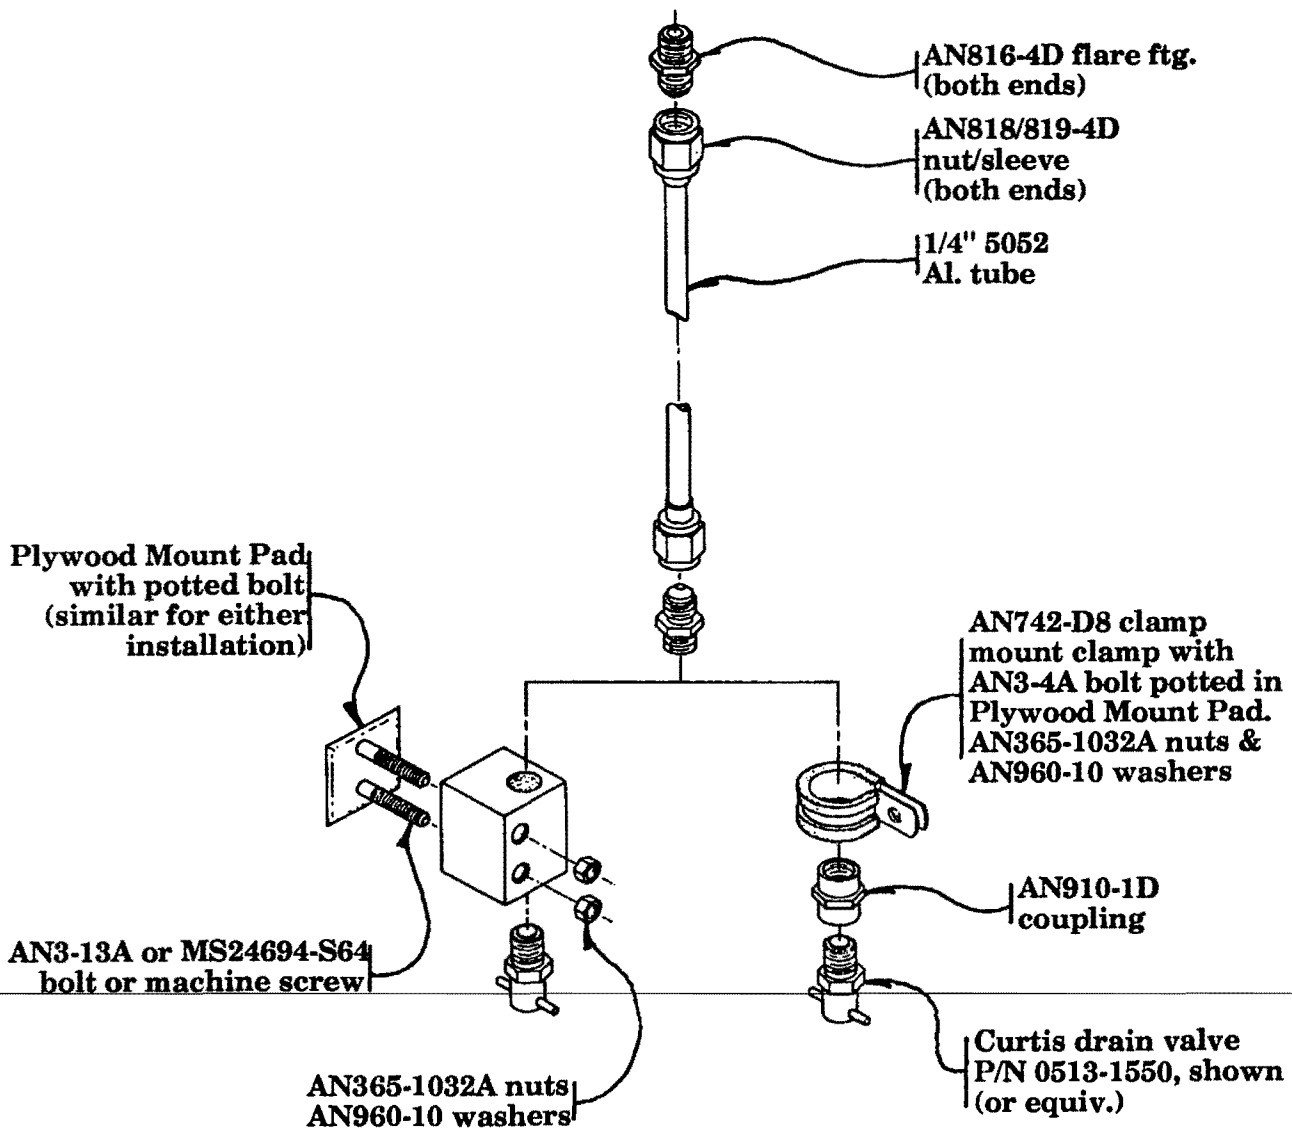 AN816-4D flare ftg.
(both ends)
AN818/819-4D
nut/sleeve
(both ends)
1/4" 5052
Al. tube
Plywood Mount Pad
with potted bolt
(similar for either
installation)
AN742-D8 clamp
mount clamp with
AN3-4A bolt potted in
Plywood Mount Pad.
AN365-1032A nuts &
AN960-10 washers
AN910-1D
coupling
AN3-13A or MS24694-S64
bolt or machine screw
Curtis drain valve
P/N 0513-1550, shown
(or equiv.)
AN365-1032A nuts
AN960-10 washers